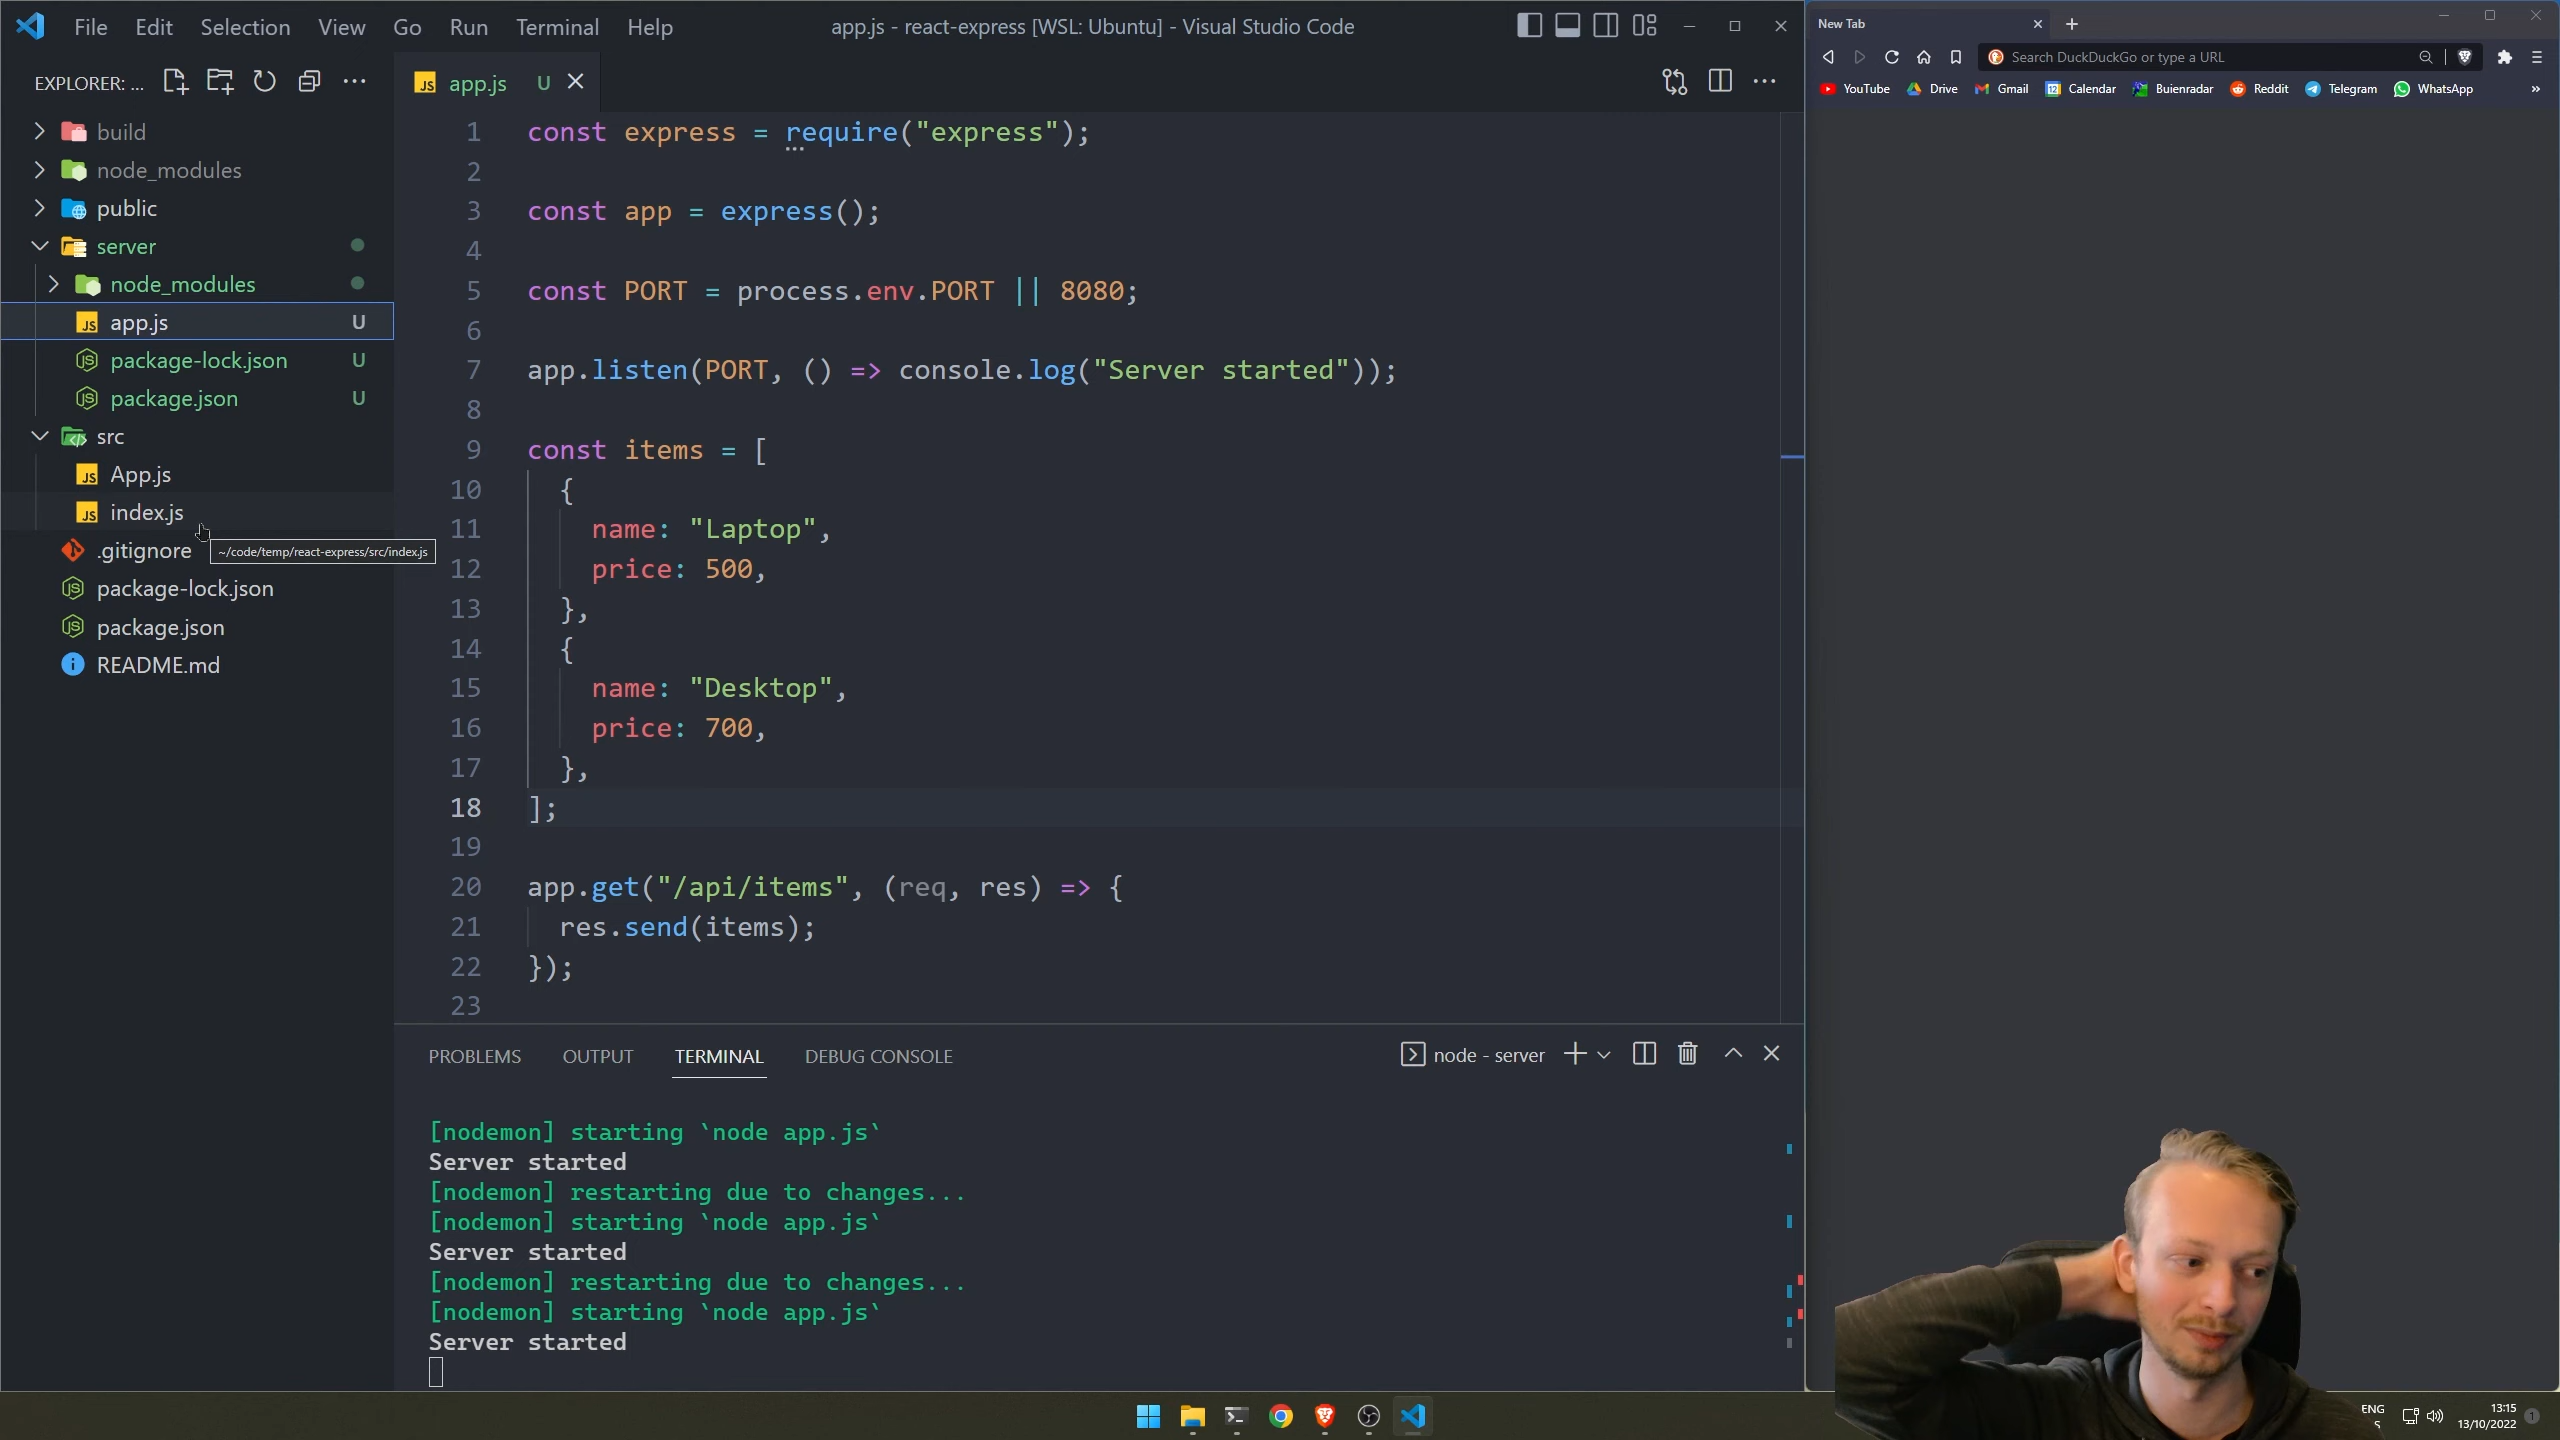 File Edit Selection View Go Run Terminal Help
app.js - react-express [WSL: Ubuntu] - Visual Studio Code
EXPLORER: ...
build
node_modules
public
server
node_modules
app.js U
package-lock.json U
package.json U
src
App.js
index.js
.gitignore
~/code/temp/react-express/src/index.js
package-lock.json
package.json
README.md
JS app.js U
1 const express = require("express");
2
3 const app = express();
4
5 const PORT = process.env.PORT || 8080;
6
7 app.listen(PORT, () => console.log("Server started"));
8
9 const items = [
10 {
11 name: "Laptop",
12 price: 500,
13 },
14 {
15 name: "Desktop",
16 price: 700,
17 },
18 ];
19
20 app.get("/api/items", (req, res) => {
21 res.send(items);
22 });
23
PROBLEMS OUTPUT TERMINAL DEBUG CONSOLE
node - server
[nodemon] starting `node app.js`
Server started
[nodemon] restarting due to changes...
[nodemon] starting `node app.js`
Server started
[nodemon] restarting due to changes...
[nodemon] starting `node app.js`
Server started
New Tab
Search DuckDuckGo or type a URL
YouTube Drive Gmail Calendar Buienradar Reddit Telegram WhatsApp »
ENG
13:15
13/10/2022
1